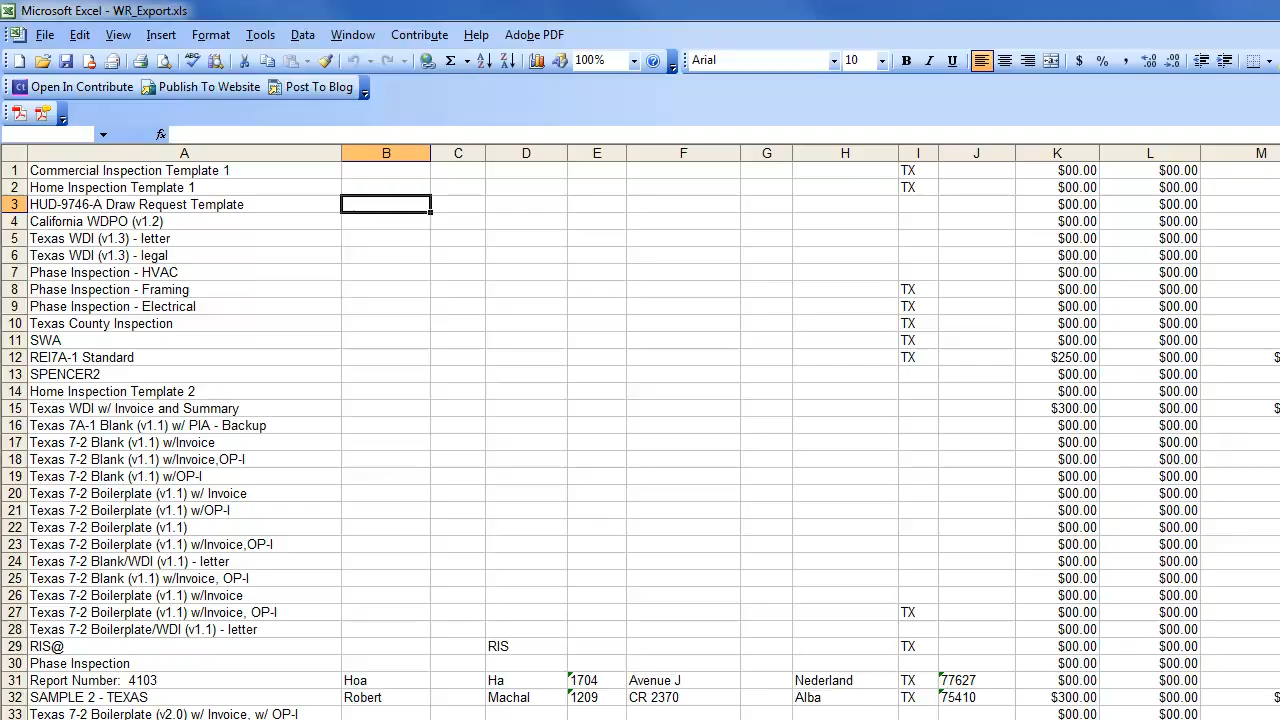 Microsoft Excel - WR_Export.xls
File Edit View Insert Format Tools Data Window Contribute Help Adobe PDF
100% Arial 10 B I U $ % ,
Open In Contribute Publish To Website Post To Blog
fx
A B C D E F G H I J K L M
1 Commercial Inspection Template 1 TX $00.00 $00.00
2 Home Inspection Template 1 TX $00.00 $00.00
3 HUD-9746-A Draw Request Template $00.00 $00.00
4 California WDPO (v1.2) $00.00 $00.00
5 Texas WDI (v1.3) - letter $00.00 $00.00
6 Texas WDI (v1.3) - legal $00.00 $00.00
7 Phase Inspection - HVAC $00.00 $00.00
8 Phase Inspection - Framing TX $00.00 $00.00
9 Phase Inspection - Electrical TX $00.00 $00.00
10 Texas County Inspection TX $00.00 $00.00
11 SWA TX $00.00 $00.00
12 REI7A-1 Standard TX $250.00 $00.00 $
13 SPENCER2 $00.00 $00.00
14 Home Inspection Template 2 $00.00 $00.00
15 Texas WDI w/ Invoice and Summary $300.00 $00.00 $
16 Texas 7A-1 Blank (v1.1) w/ PIA - Backup $00.00 $00.00
17 Texas 7-2 Blank (v1.1) w/Invoice $00.00 $00.00
18 Texas 7-2 Blank (v1.1) w/Invoice,OP-I $00.00 $00.00
19 Texas 7-2 Blank (v1.1) w/OP-I $00.00 $00.00
20 Texas 7-2 Boilerplate (v1.1) w/ Invoice $00.00 $00.00
21 Texas 7-2 Boilerplate (v1.1) w/OP-I $00.00 $00.00
22 Texas 7-2 Boilerplate (v1.1) $00.00 $00.00
23 Texas 7-2 Boilerplate (v1.1) w/Invoice,OP-I $00.00 $00.00
24 Texas 7-2 Blank/WDI (v1.1) - letter $00.00 $00.00
25 Texas 7-2 Blank (v1.1) w/Invoice, OP-I $00.00 $00.00
26 Texas 7-2 Boilerplate (v1.1) w/Invoice $00.00 $00.00
27 Texas 7-2 Boilerplate (v1.1) w/Invoice, OP-I TX $00.00 $00.00
28 Texas 7-2 Boilerplate/WDI (v1.1) - letter $00.00 $00.00
29 RIS@ RIS TX $00.00 $00.00
30 Phase Inspection $00.00 $00.00
31 Report Number: 4103 Hoa Ha 1704 Avenue J Nederland TX 77627 $00.00 $00.00
32 SAMPLE 2 - TEXAS Robert Machal 1209 CR 2370 Alba TX 75410 $300.00 $00.00
33 Texas 7-2 Boilerplate (v2.0) w/ Invoice, w/ OP-I $00.00 $00.00